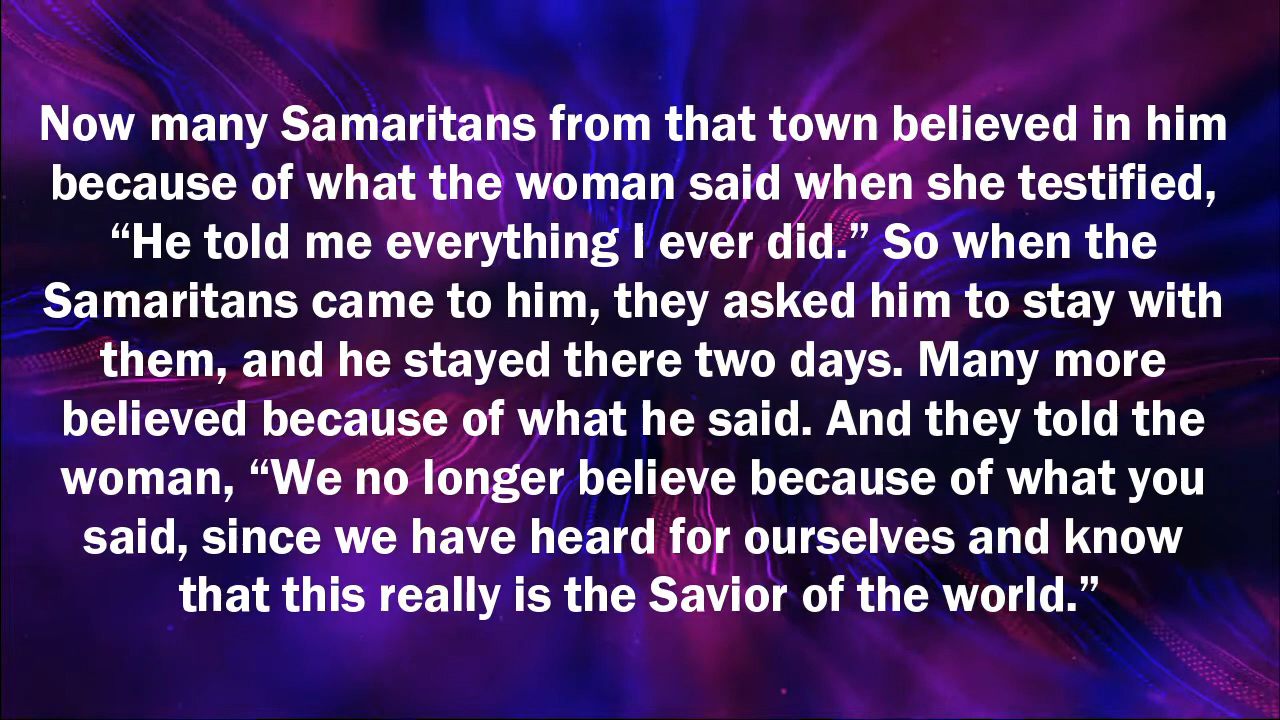 Now many Samaritans from that town believed in him
because of what the woman said when she testified,
“He told me everything I ever did.” So when the
Samaritans came to him, they asked him to stay with
them, and he stayed there two days. Many more
believed because of what he said. And they told the
woman, “We no longer believe because of what you
said, since we have heard for ourselves and know
that this really is the Savior of the world.”